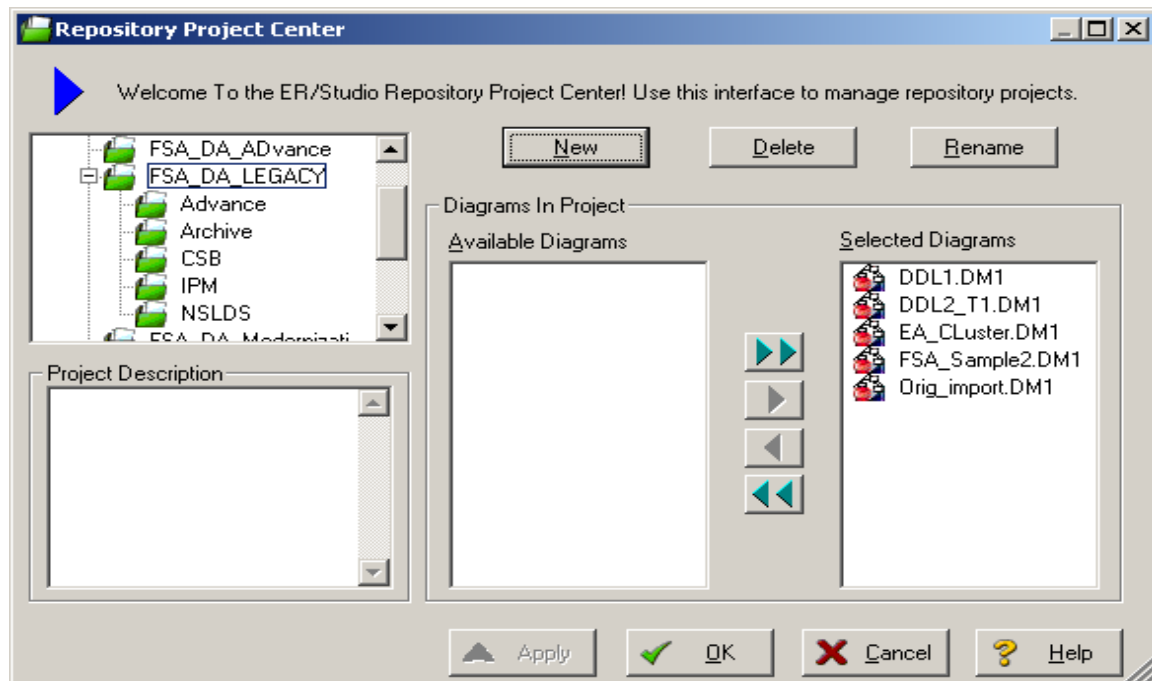 Repository Project Center
Welcome To the ER/Studio Repository Project Center! Use this interface to manage repository projects.
FSA_DA_ADvance
FSA_DA_LEGACY
Advance
Archive
CSB
IPM
NSLDS
FSA_DA_Modernizati
New
Delete
Rename
Diagrams In Project
Available Diagrams
Selected Diagrams
DDL1.DM1
DDL2_T1.DM1
EA_CLuster.DM1
FSA_Sample2.DM1
Orig_import.DM1
Project Description
Apply
OK
Cancel
Help